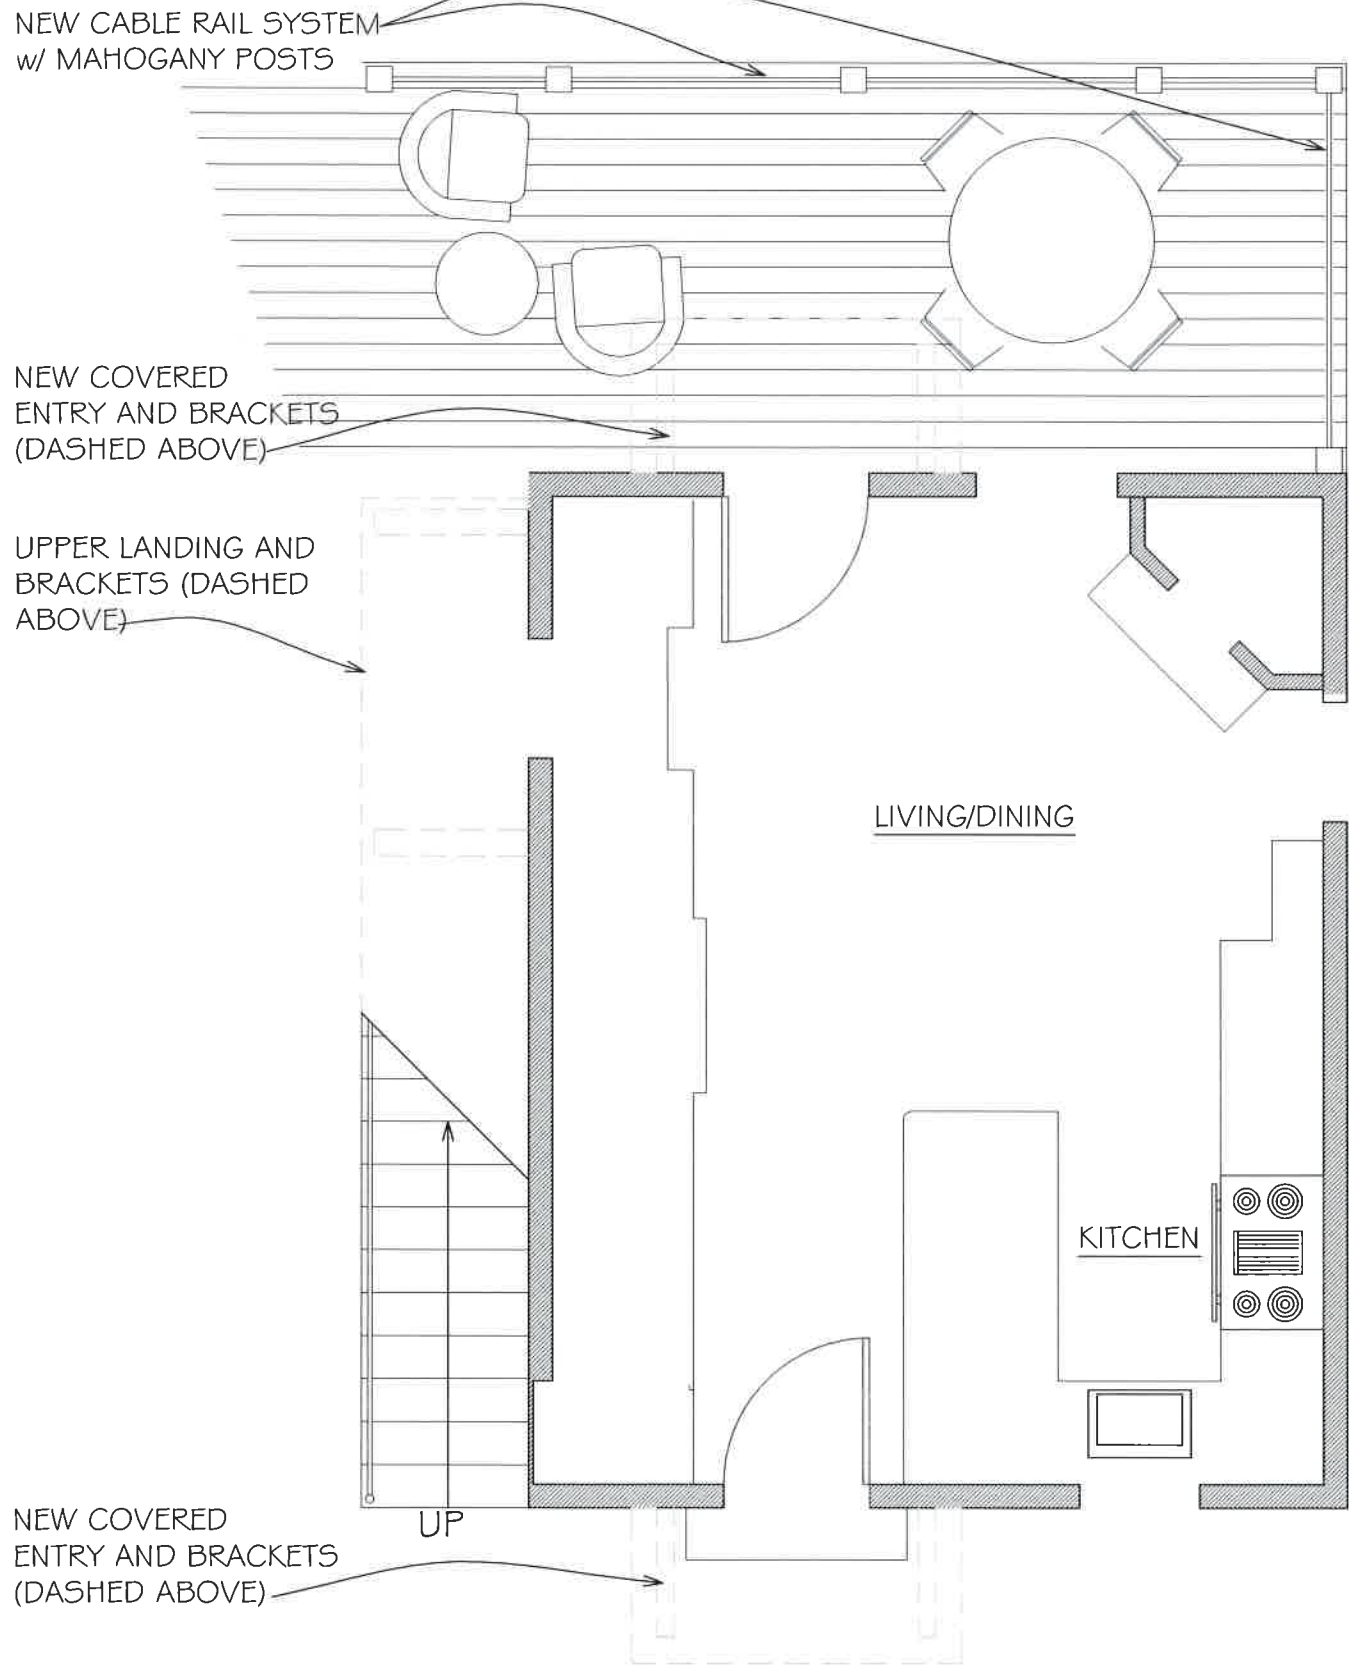 NEW CABLE RAIL SYSTEM
w/ MAHOGANY POSTS
NEW COVERED
ENTRY AND BRACKETS
(DASHED ABOVE)
UPPER LANDING AND
BRACKETS (DASHED
ABOVE)
LIVING/DINING
KITCHEN
UP
NEW COVERED
ENTRY AND BRACKETS
(DASHED ABOVE)